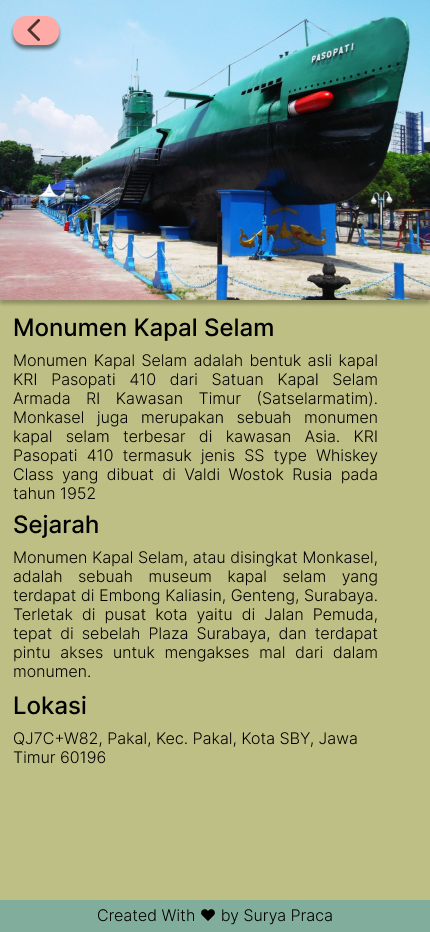 PASOPATI
Monumen Kapal Selam
Monumen Kapal Selam adalah bentuk asli kapal
KRI Pasopati 410 dari Satuan Kapal Selam
Armada RI Kawasan Timur (Satselarmatim).
Monkasel juga merupakan sebuah monumen
kapal selam terbesar di kawasan Asia. KRI
Pasopati 410 termasuk jenis SS type Whiskey
Class yang dibuat di Valdi Wostok Rusia pada
tahun 1952
Sejarah
Monumen Kapal Selam, atau disingkat Monkasel,
adalah sebuah museum kapal selam yang
terdapat di Embong Kaliasin, Genteng, Surabaya.
Terletak di pusat kota yaitu di Jalan Pemuda,
tepat di sebelah Plaza Surabaya, dan terdapat
pintu akses untuk mengakses mal dari dalam
monumen.
Lokasi
QJ7C+W82, Pakal, Kec. Pakal, Kota SBY, Jawa
Timur 60196
Created With ♥ by Surya Praca